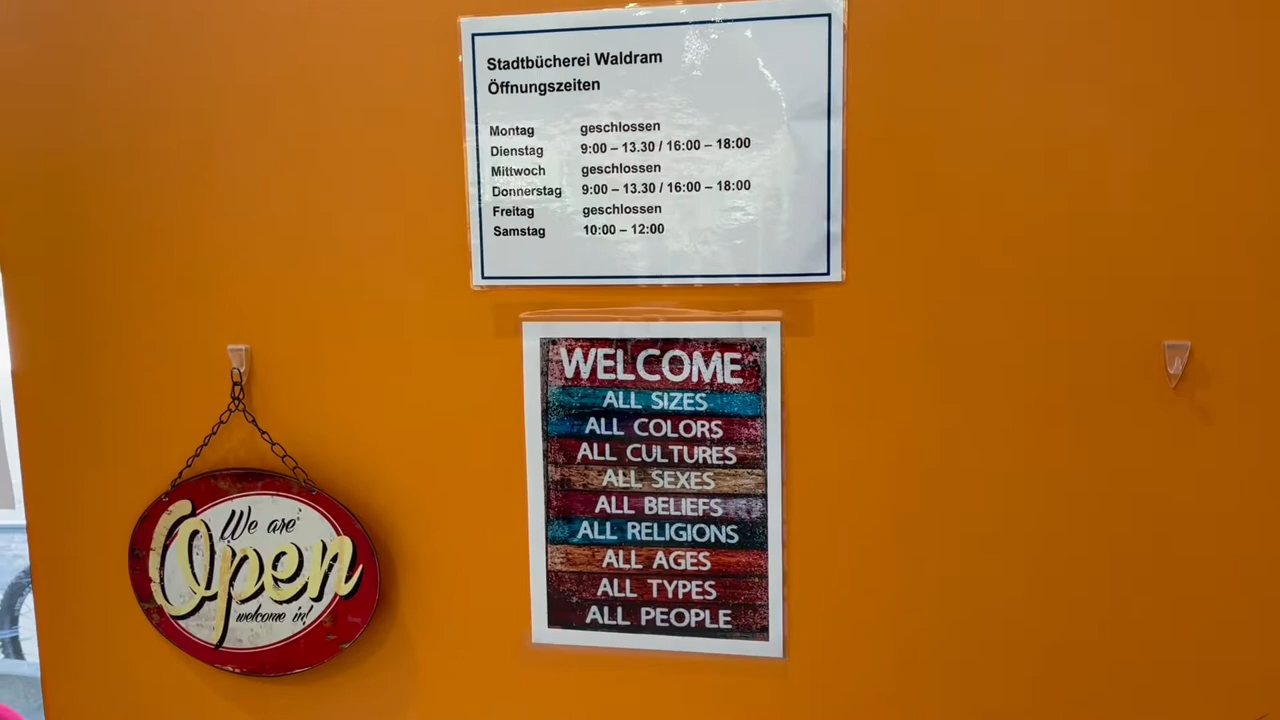 Stadtbücherei Waldram
Öffnungszeiten
Montag geschlossen
Dienstag 9:00 – 13.30 / 16:00 – 18:00
Mittwoch geschlossen
Donnerstag 9:00 – 13.30 / 16:00 – 18:00
Freitag geschlossen
Samstag 10:00 – 12:00
WELCOME
ALL SIZES
ALL COLORS
ALL CULTURES
ALL SEXES
ALL BELIEFS
ALL RELIGIONS
ALL AGES
ALL TYPES
ALL PEOPLE
We are
Open
welcome in!